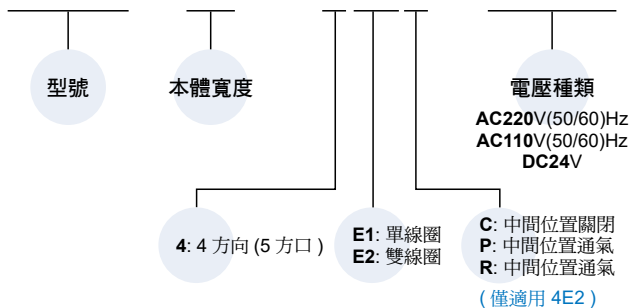 型號
本體寬度
電壓種類
AC220V(50/60)Hz
AC110V(50/60)Hz
DC24V
4: 4 方向 (5 方口 )
E1: 單線圈
E2: 雙線圈
C: 中間位置關閉
P: 中間位置通氣
R: 中間位置通氣
( 僅適用 4E2 )